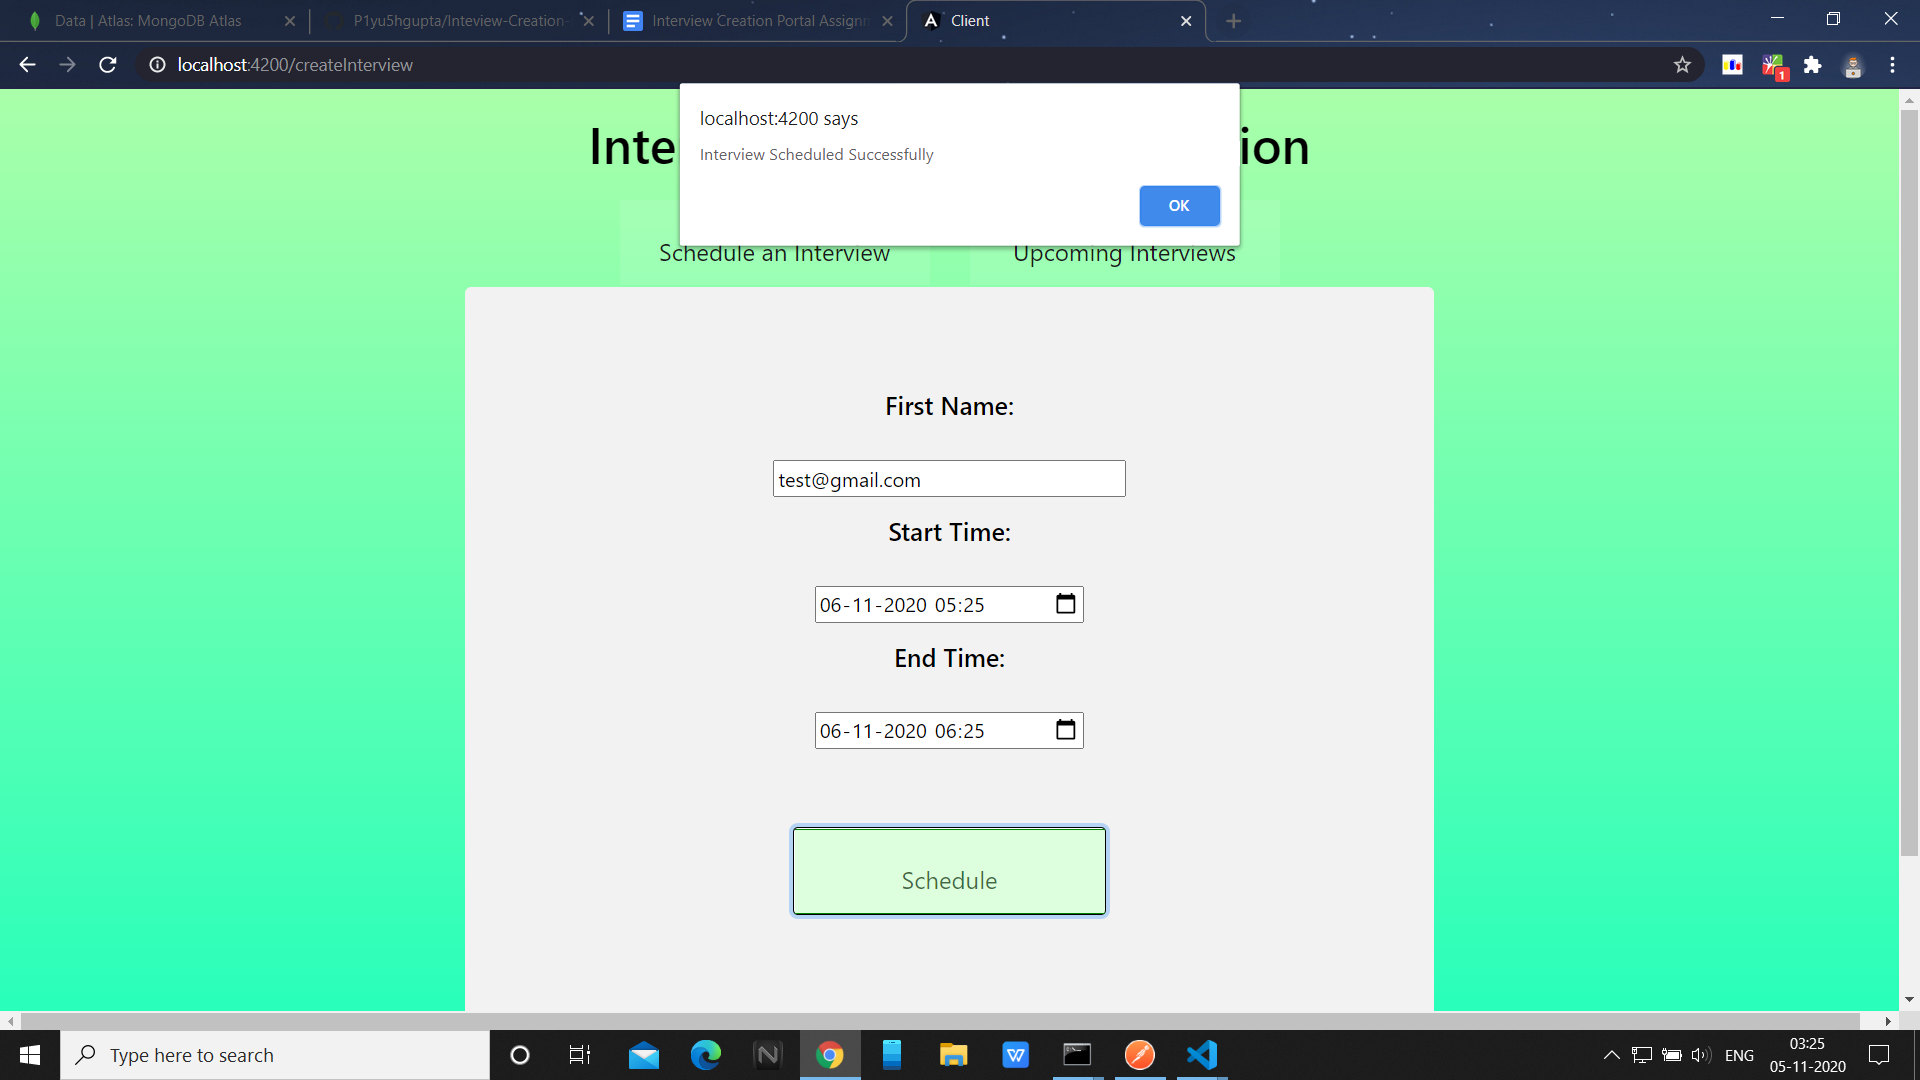 Data | Atlas: MongoDB Atlas
P1yu5hgupta/Inteview-Creation-
Interview Creation Portal Assignm
Client
localhost:4200/createInterview
1
localhost:4200 says
Interview Scheduled Successfully
OK
Inte
ion
Schedule an Interview
Upcoming Interviews
First Name:
test@gmail.com
Start Time:
06-11-2020 05:25
End Time:
06-11-2020 06:25
Schedule
Type here to search
ENG
03:25
05-11-2020